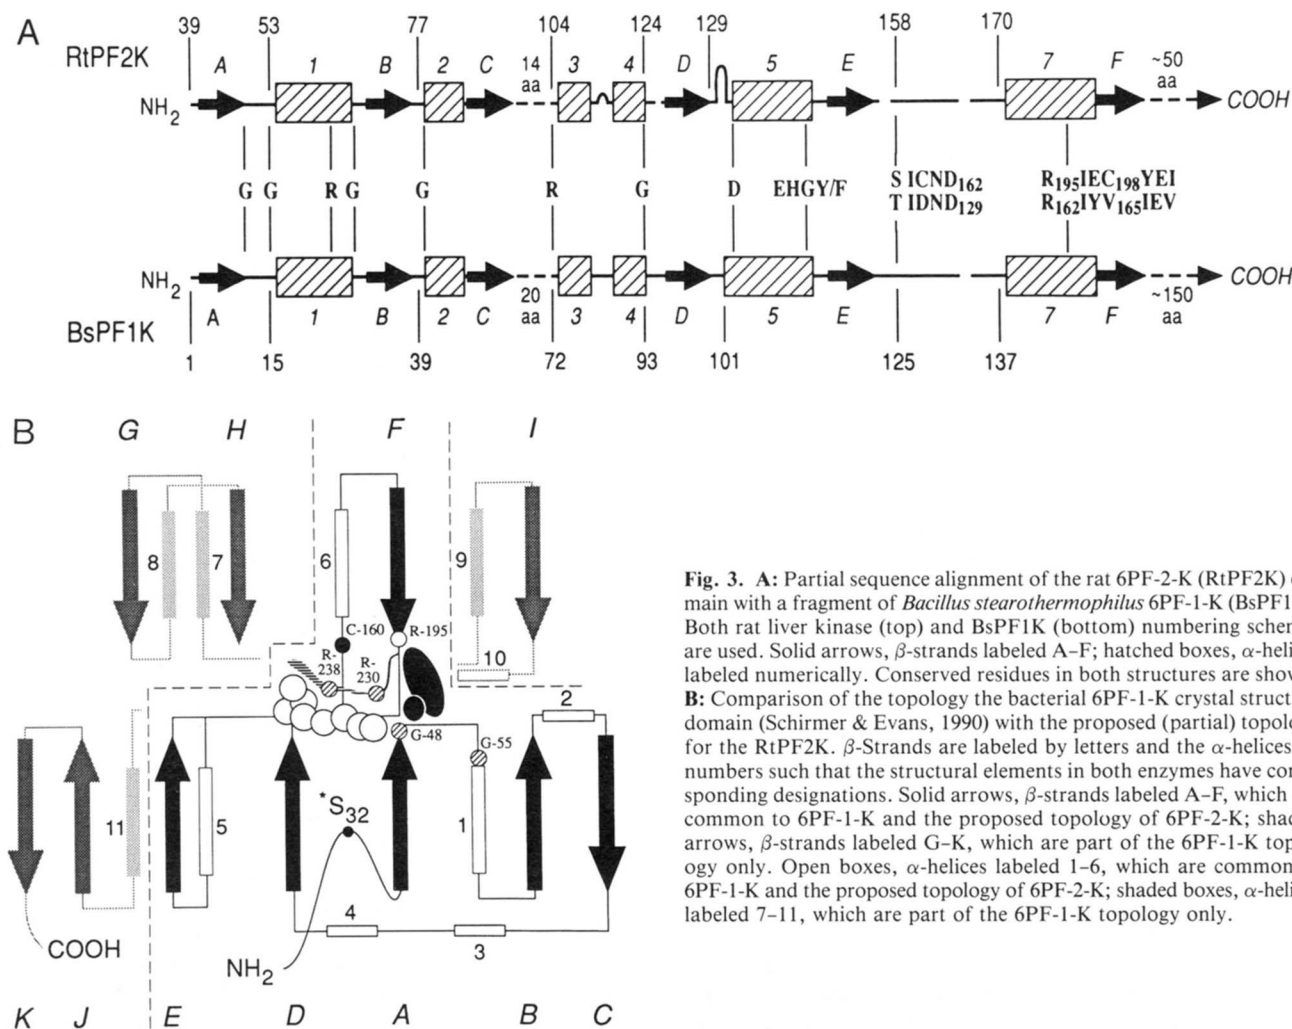 A
39 53 77 104 124 129 158 170
RtPF2K
A 1 B 2 C 14 aa 3 4 D 5 E 7 F ~50 aa
NH2 COOH
G G R G G R G D EHGY/F S ICND162 R195IEC198YEI
T IDND129 R162IYV165IEV
NH2 COOH
A 1 B 2 C 20 aa 3 4 D 5 E 7 F ~150 aa
BsPF1K
1 15 39 72 93 101 125 137
B G H F I
8 7 6 9
C-160 R-195
R-238 R-230 10
2
G-48
G-55
*S32
11 5 1
4 3
COOH
NH2
K J E D A B C
Fig. 3. A: Partial sequence alignment of the rat 6PF-2-K (RtPF2K)
main with a fragment of Bacillus stearothermophilus 6PF-1-K (BsPF1
Both rat liver kinase (top) and BsPF1K (bottom) numbering schem
are used. Solid arrows, β-strands labeled A–F; hatched boxes, α-heli
labeled numerically. Conserved residues in both structures are show
B: Comparison of the topology the bacterial 6PF-1-K crystal struct
domain (Schirmer & Evans, 1990) with the proposed (partial) topolo
for the RtPF2K. β-Strands are labeled by letters and the α-helices
numbers such that the structural elements in both enzymes have cor
sponding designations. Solid arrows, β-strands labeled A–F, which
common to 6PF-1-K and the proposed topology of 6PF-2-K; shad
arrows, β-strands labeled G–K, which are part of the 6PF-1-K top
ogy only. Open boxes, α-helices labeled 1–6, which are common
6PF-1-K and the proposed topology of 6PF-2-K; shaded boxes, α-heli
labeled 7–11, which are part of the 6PF-1-K topology only.